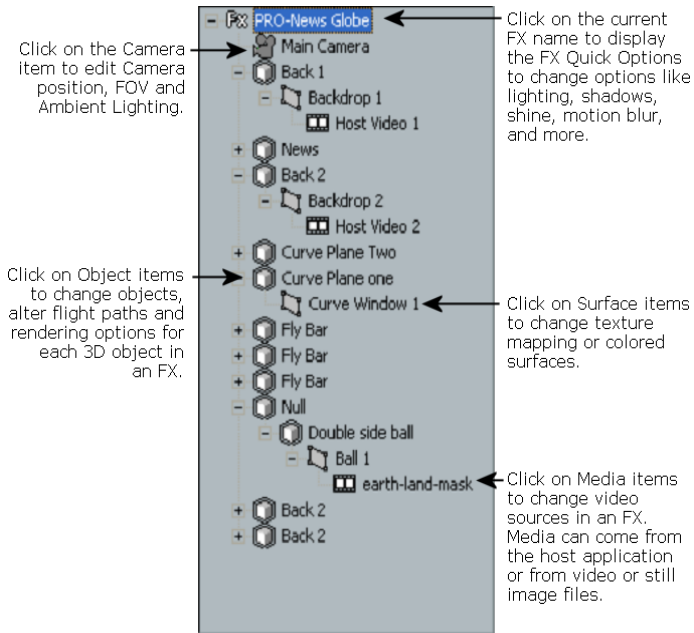 Fx PRO-News Globe
Main Camera
Back 1
Backdrop 1
Host Video 1
News
Back 2
Backdrop 2
Host Video 2
Curve Plane Two
Curve Plane one
Curve Window 1
Fly Bar
Fly Bar
Fly Bar
Null
Double side ball
Ball 1
earth-land-mask
Back 2
Back 2
Click on the Camera
item to edit Camera
position, FOV and
Ambient Lighting.
Click on Object items
to change objects,
alter flight paths and
rendering options for
each 3D object in
an FX.
Click on the current
FX name to display
the FX Quick Options
to change options like
lighting, shadows,
shine, motion blur,
and more.
Click on Surface items
to change texture
mapping or colored
surfaces.
Click on Media items
to change video
sources in an FX.
Media can come from
the host application
or from video or still
image files.